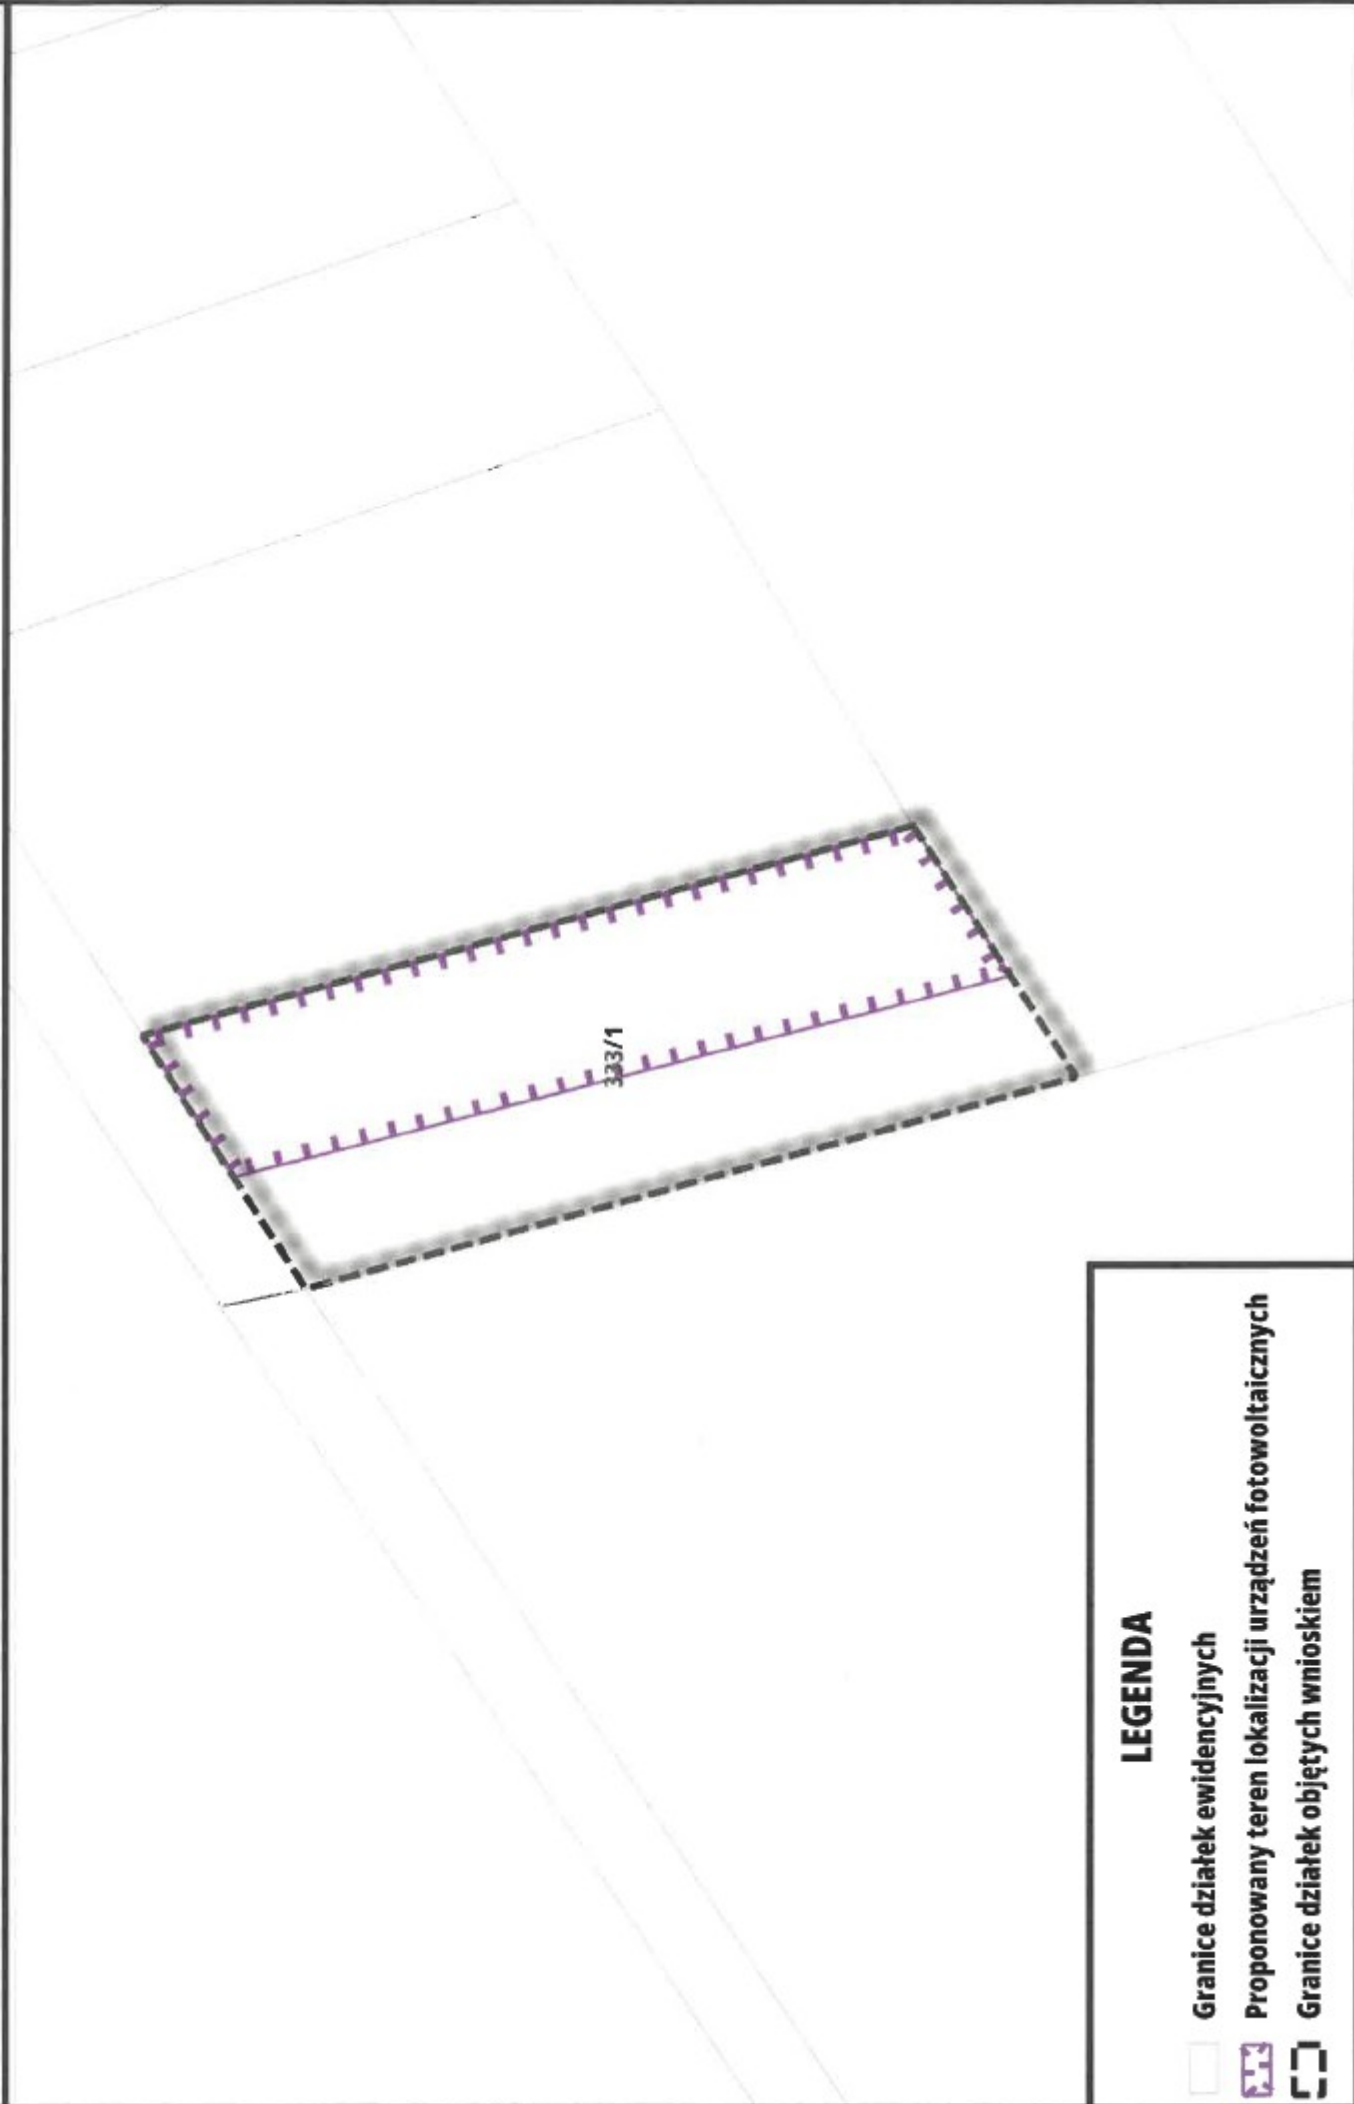 333/1
LEGENDA
Granice działek ewidencyjnych
Proponowany teren lokalizacji urządzeń fotowoltaicznych
Granice działek objętych wnioskiem